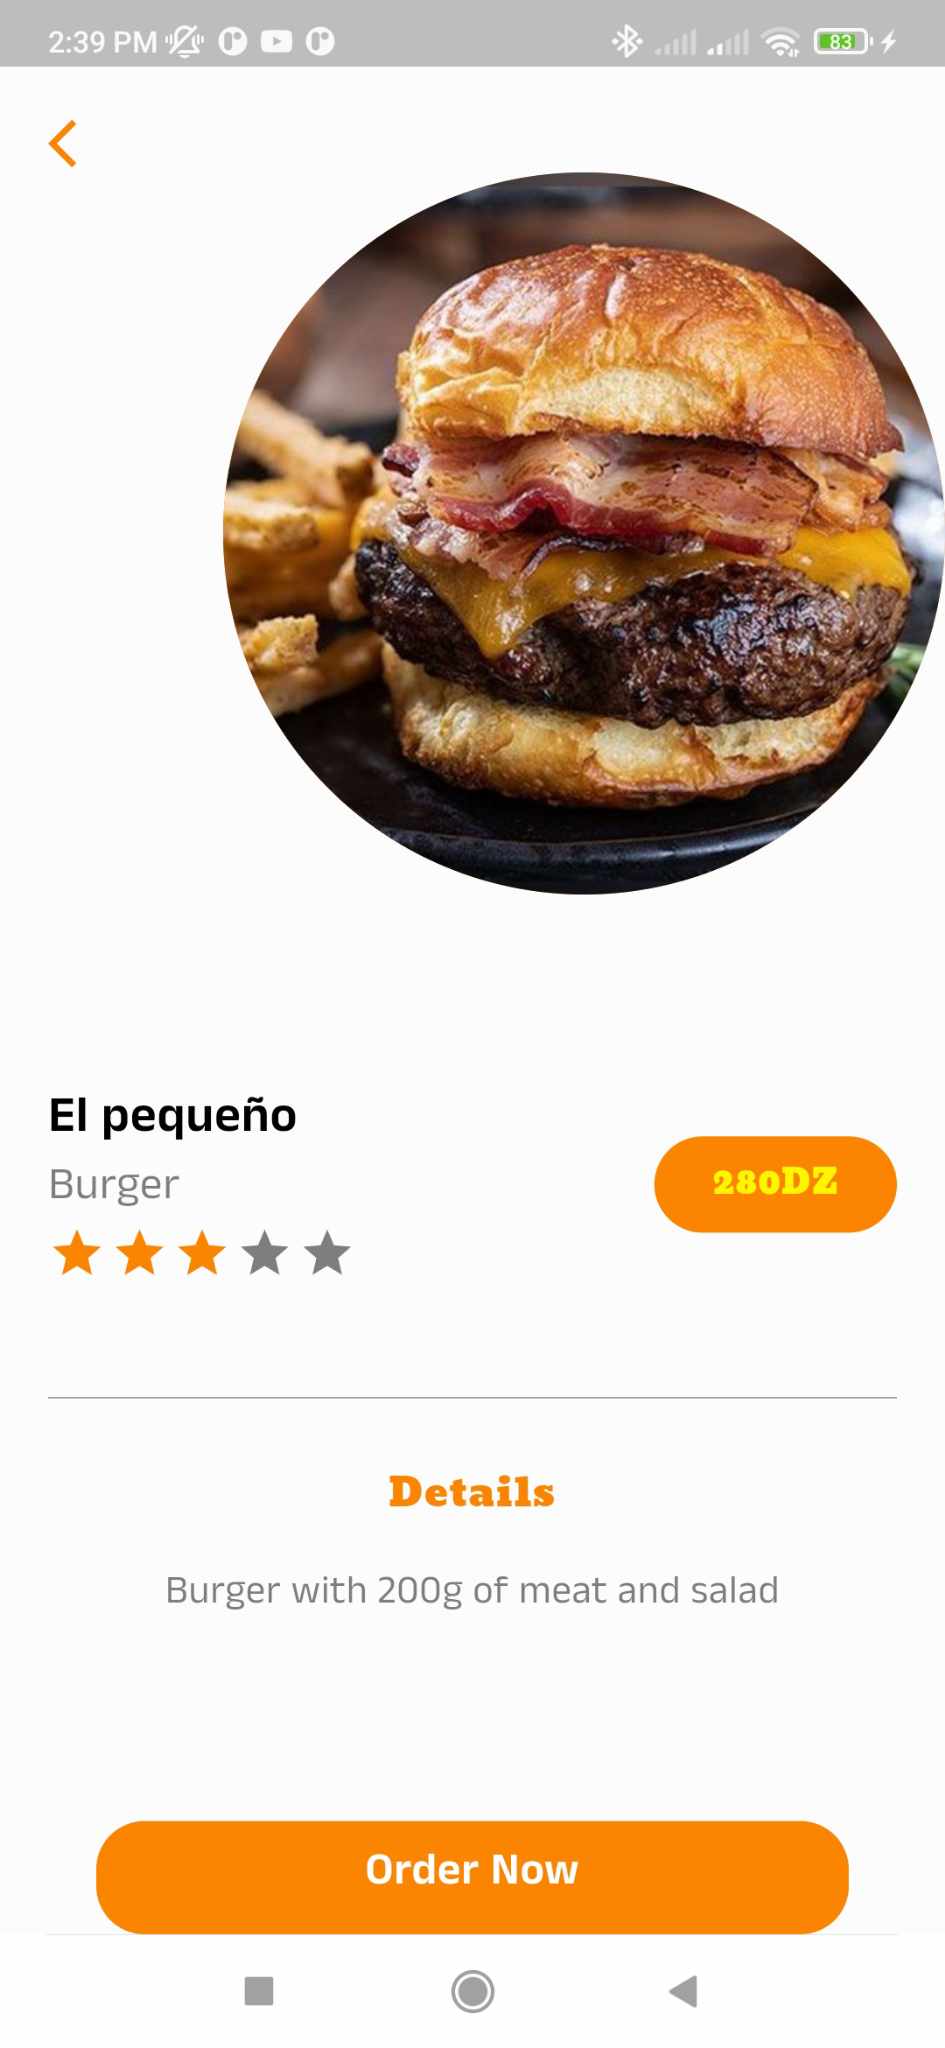 2:39 PM
83
El pequeño
Burger
280DZ
Details
Burger with 200g of meat and salad
Order Now